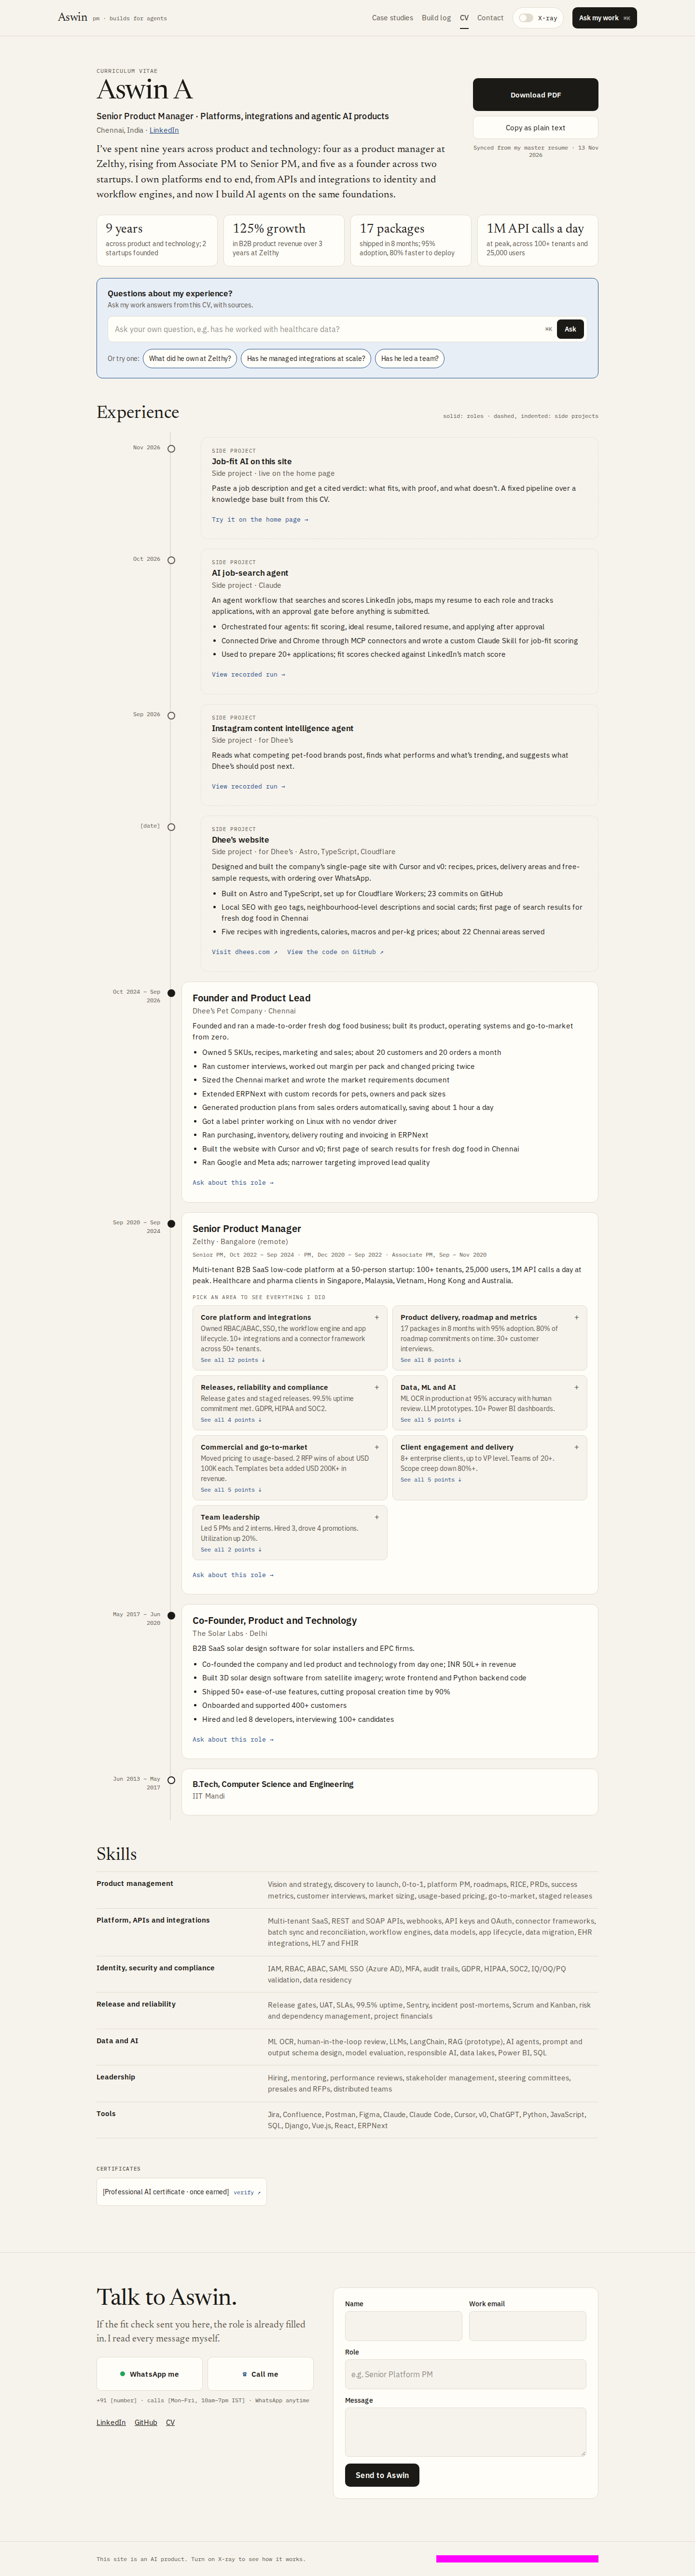 Aswin pm · builds for agents
Case studies Build log CV Contact X-ray Ask my work ⌘K
CURRICULUM VITAE
Aswin A
Senior Product Manager · Platforms, integrations and agentic AI products
Chennai, India · LinkedIn
I've spent nine years across product and technology: four as a product manager at
Zelthy, rising from Associate PM to Senior PM, and five as a founder across two
startups. I own platforms end to end, from APIs and integrations to identity and
workflow engines, and now I build AI agents on the same foundations.
Download PDF
Copy as plain text
Synced from my master resume · 13 Nov
2026
9 years
across product and technology; 2
startups founded
125% growth
in B2B product revenue over 3
years at Zelthy
17 packages
shipped in 8 months; 95%
adoption, 80% faster to deploy
1M API calls a day
at peak, across 100+ tenants and
25,000 users
Questions about my experience?
Ask my work answers from this CV, with sources.
Ask your own question, e.g. has he worked with healthcare data? ⌘K Ask
Or try one: What did he own at Zelthy? Has he managed integrations at scale? Has he led a team?
Experience
solid: roles · dashed, indented: side projects
Nov 2026
SIDE PROJECT
Job-fit AI on this site
Side project · live on the home page
Paste a job description and get a cited verdict: what fits, with proof, and what doesn't. A fixed pipeline over a
knowledge base built from this CV.
Try it on the home page →
Oct 2026
SIDE PROJECT
AI job-search agent
Side project · Claude
An agent workflow that searches and scores LinkedIn jobs, maps my resume to each role and tracks
applications, with an approval gate before anything is submitted.
• Orchestrated four agents: fit scoring, ideal resume, tailored resume, and applying after approval
• Connected Drive and Chrome through MCP connectors and wrote a custom Claude Skill for job-fit scoring
• Used to prepare 20+ applications; fit scores checked against LinkedIn's match score
View recorded run →
Sep 2026
SIDE PROJECT
Instagram content intelligence agent
Side project · for Dhee's
Reads what competing pet-food brands post, finds what performs and what's trending, and suggests what
Dhee's should post next.
View recorded run →
[date]
SIDE PROJECT
Dhee's website
Side project · for Dhee's · Astro, TypeScript, Cloudflare
Designed and built the company's single-page site with Cursor and v0: recipes, prices, delivery areas and free-
sample requests, with ordering over WhatsApp.
• Built on Astro and TypeScript, set up for Cloudflare Workers; 23 commits on GitHub
• Local SEO with geo tags, neighbourhood-level descriptions and social cards; first page of search results for
fresh dog food in Chennai
• Five recipes with ingredients, calories, macros and per-kg prices; about 22 Chennai areas served
Visit dhees.com ↗ View the code on GitHub ↗
Oct 2024 – Sep
2026
Founder and Product Lead
Dhee's Pet Company · Chennai
Founded and ran a made-to-order fresh dog food business; built its product, operating systems and go-to-market
from zero.
• Owned 5 SKUs, recipes, marketing and sales; about 20 customers and 20 orders a month
• Ran customer interviews, worked out margin per pack and changed pricing twice
• Sized the Chennai market and wrote the market requirements document
• Extended ERPNext with custom records for pets, owners and pack sizes
• Generated production plans from sales orders automatically, saving about 1 hour a day
• Got a label printer working on Linux with no vendor driver
• Ran purchasing, inventory, delivery routing and invoicing in ERPNext
• Built the website with Cursor and v0; first page of search results for fresh dog food in Chennai
• Ran Google and Meta ads; narrower targeting improved lead quality
Ask about this role →
Sep 2020 – Sep
2024
Senior Product Manager
Zelthy · Bangalore (remote)
Senior PM, Oct 2022 – Sep 2024 · PM, Dec 2020 – Sep 2022 · Associate PM, Sep – Nov 2020
Multi-tenant B2B SaaS low-code platform at a 50-person startup: 100+ tenants, 25,000 users, 1M API calls a day at
peak. Healthcare and pharma clients in Singapore, Malaysia, Vietnam, Hong Kong and Australia.
PICK AN AREA TO SEE EVERYTHING I DID
Core platform and integrations +
Owned RBAC/ABAC, SSO, the workflow engine and app
lifecycle. 10+ integrations and a connector framework
across 50+ tenants.
See all 12 points ↓
Product delivery, roadmap and metrics +
17 packages in 8 months with 95% adoption. 80% of
roadmap commitments on time. 30+ customer
interviews.
See all 8 points ↓
Releases, reliability and compliance +
Release gates and staged releases. 99.5% uptime
commitment met. GDPR, HIPAA and SOC2.
See all 4 points ↓
Data, ML and AI +
ML OCR in production at 95% accuracy with human
review. LLM prototypes. 10+ Power BI dashboards.
See all 5 points ↓
Commercial and go-to-market +
Moved pricing to usage-based. 2 RFP wins of about USD
100K each. Templates beta added USD 200K+ in
revenue.
See all 5 points ↓
Client engagement and delivery +
8+ enterprise clients, up to VP level. Teams of 20+.
Scope creep down 80%+.
See all 5 points ↓
Team leadership +
Led 5 PMs and 2 interns. Hired 3, drove 4 promotions.
Utilization up 20%.
See all 2 points ↓
Ask about this role →
May 2017 – Jun
2020
Co-Founder, Product and Technology
The Solar Labs · Delhi
B2B SaaS solar design software for solar installers and EPC firms.
• Co-founded the company and led product and technology from day one; INR 50L+ in revenue
• Built 3D solar design software from satellite imagery; wrote frontend and Python backend code
• Shipped 50+ ease-of-use features, cutting proposal creation time by 90%
• Onboarded and supported 400+ customers
• Hired and led 8 developers, interviewing 100+ candidates
Ask about this role →
Jun 2013 – May
2017
B.Tech, Computer Science and Engineering
IIT Mandi
Skills
Product management
Vision and strategy, discovery to launch, 0-to-1, platform PM, roadmaps, RICE, PRDs, success
metrics, customer interviews, market sizing, usage-based pricing, go-to-market, staged releases
Platform, APIs and integrations
Multi-tenant SaaS, REST and SOAP APIs, webhooks, API keys and OAuth, connector frameworks,
batch sync and reconciliation, workflow engines, data models, app lifecycle, data migration, EHR
integrations, HL7 and FHIR
Identity, security and compliance
IAM, RBAC, ABAC, SAML SSO (Azure AD), MFA, audit trails, GDPR, HIPAA, SOC2, IQ/OQ/PQ
validation, data residency
Release and reliability
Release gates, UAT, SLAs, 99.5% uptime, Sentry, incident post-mortems, Scrum and Kanban, risk
and dependency management, project financials
Data and AI
ML OCR, human-in-the-loop review, LLMs, LangChain, RAG (prototype), AI agents, prompt and
output schema design, model evaluation, responsible AI, data lakes, Power BI, SQL
Leadership
Hiring, mentoring, performance reviews, stakeholder management, steering committees,
presales and RFPs, distributed teams
Tools
Jira, Confluence, Postman, Figma, Claude, Claude Code, Cursor, v0, ChatGPT, Python, JavaScript,
SQL, Django, Vue.js, React, ERPNext
CERTIFICATES
[Professional AI certificate · once earned] verify ↗
Talk to Aswin.
If the fit check sent you here, the role is already filled
in. I read every message myself.
WhatsApp me
☎ Call me
+91 [number] · calls [Mon–Fri, 10am–7pm IST] · WhatsApp anytime
LinkedIn GitHub CV
Name
Work email
Role
e.g. Senior Platform PM
Message
Send to Aswin
This site is an AI product. Turn on X-ray to see how it works.